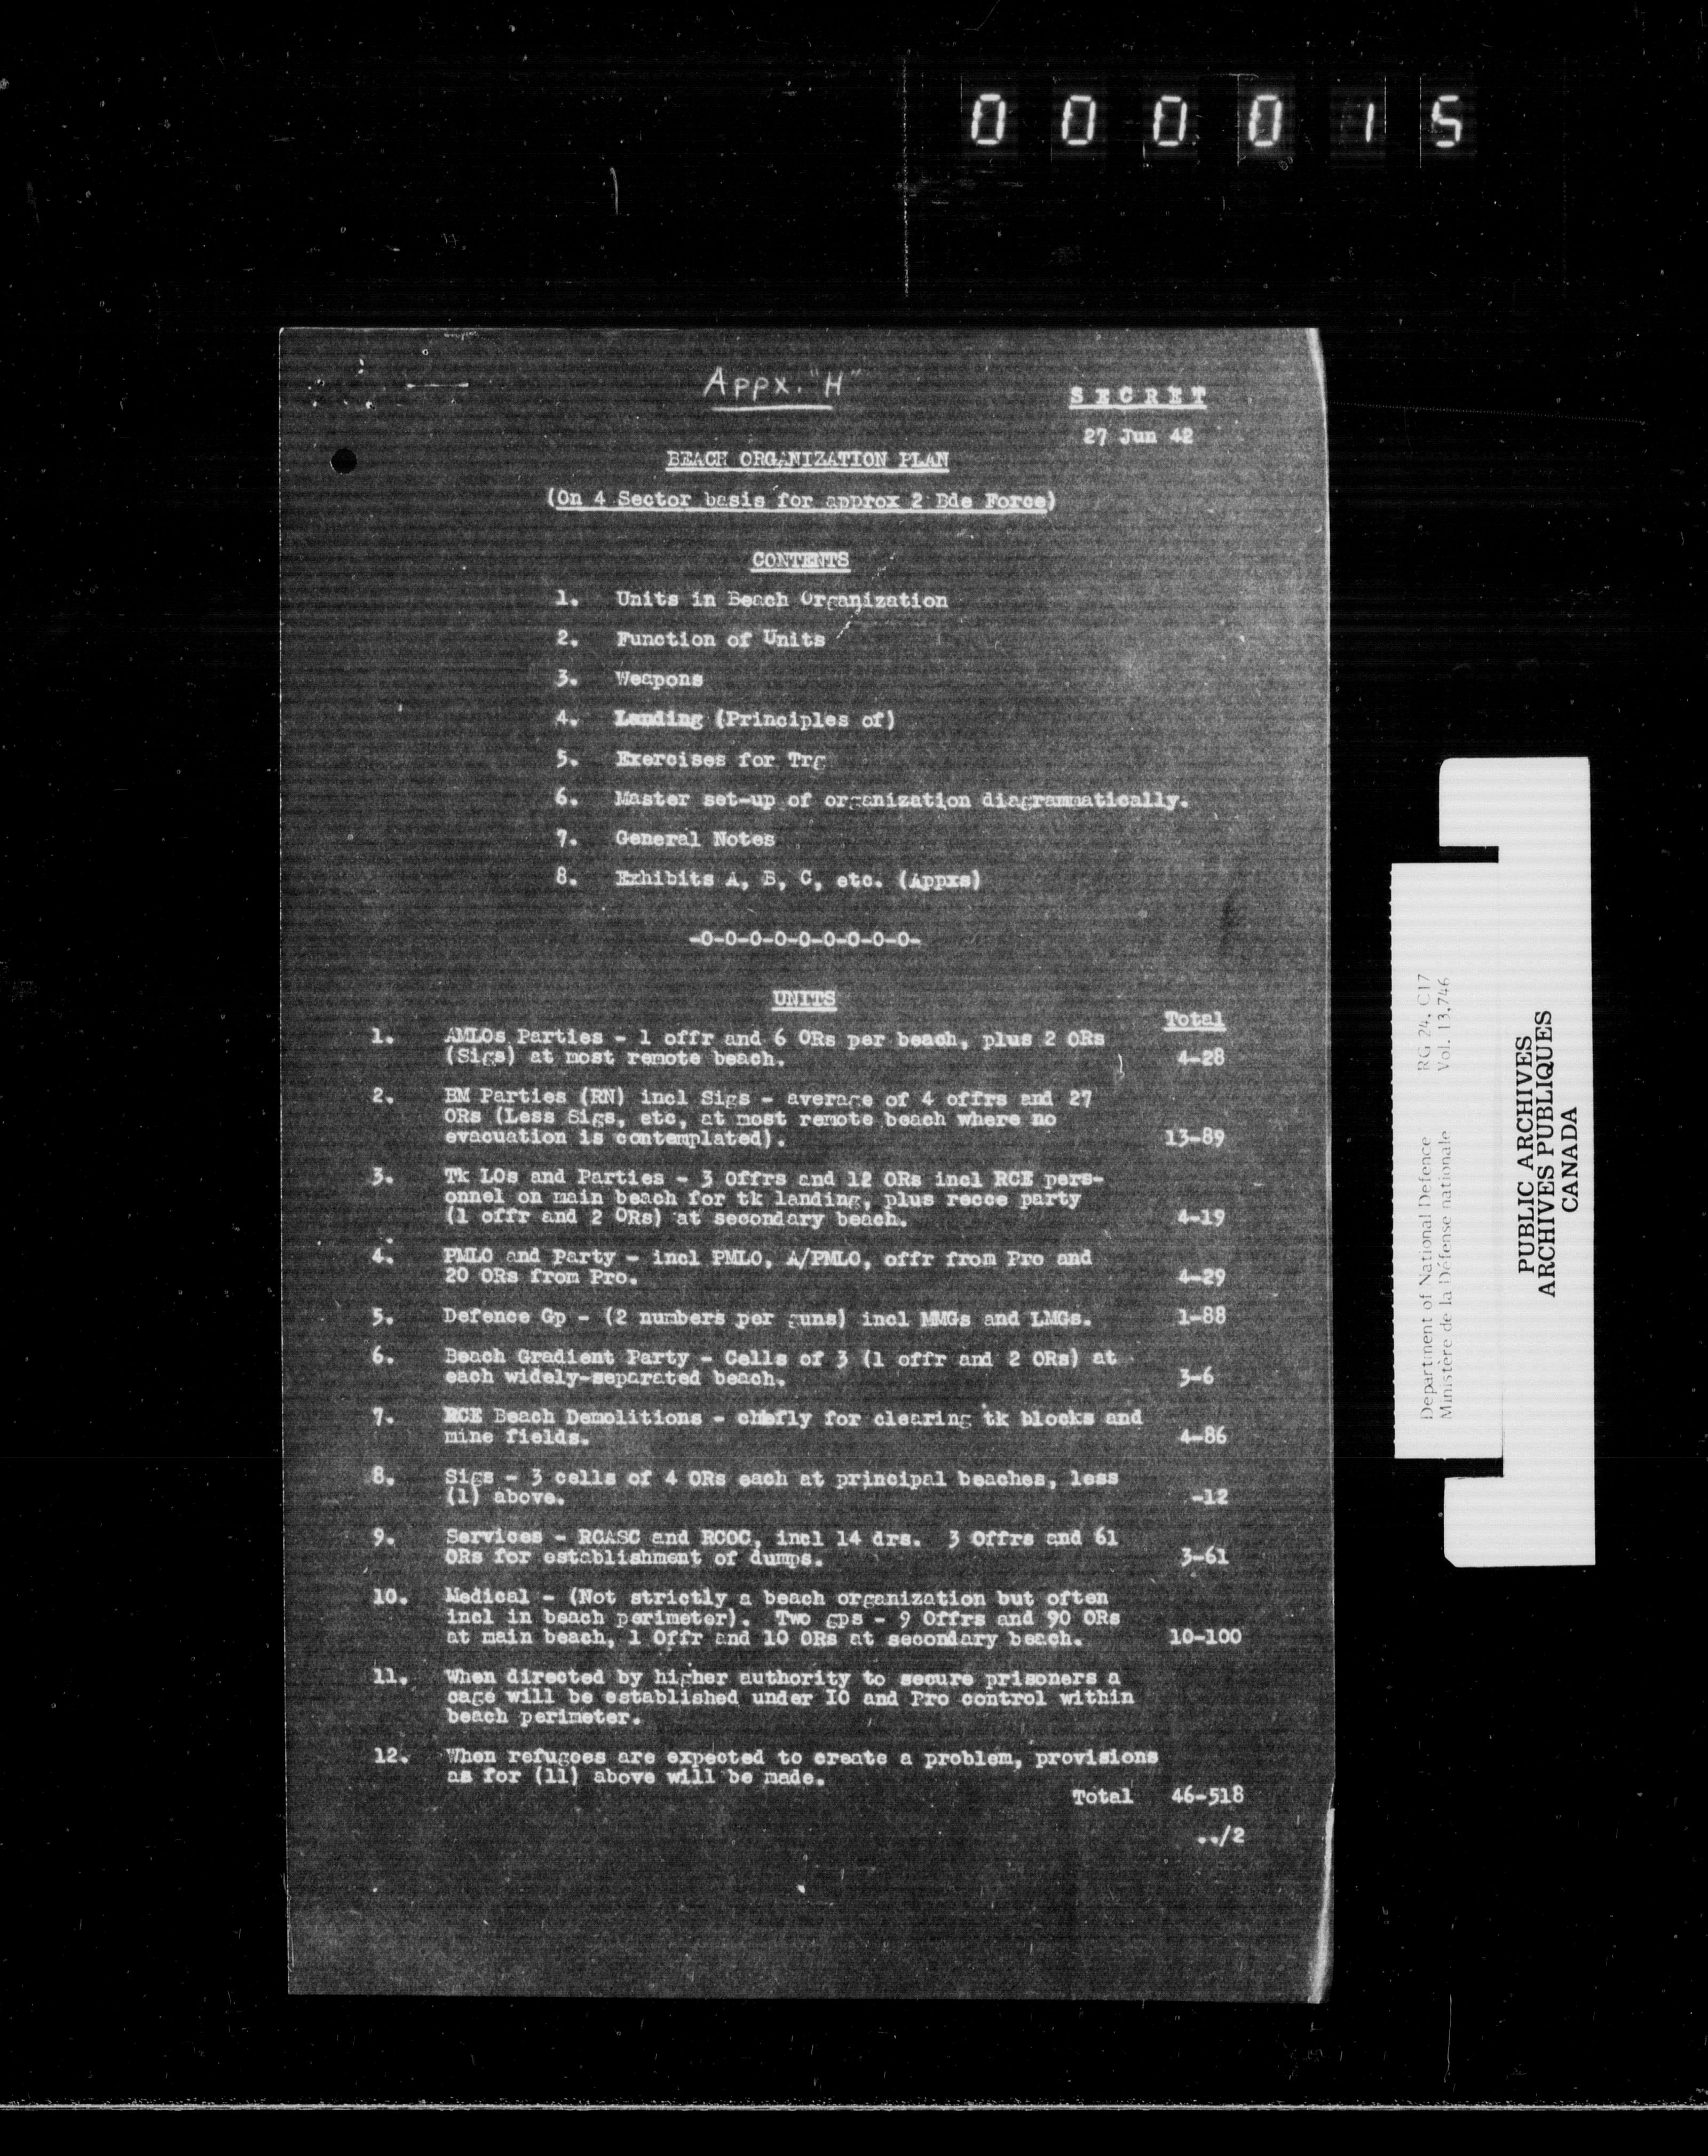 000015
Appx. "H"
SECRET
27 Jun 42
BEACH ORGANIZATION PLAN
(On 4 Sector basis for approx 2 Bde Force)
CONTENTS
1. Units in Beach Organization
2. Function of Units
3. Weapons
4. Landing (Principles of)
5. Exercises for Trg
6. Master set-up of organization diagrammatically.
7. General Notes
8. Exhibits A, B, C, etc. (Appxs)
-0-0-0-0-0-0-0-0-0-
UNITS
Total
1. AMLOs Parties - 1 offr and 6 ORs per beach, plus 2 ORs
(Sigs) at most remote beach. 4-28
2. BM Parties (RN) incl Sigs - average of 4 offrs and 27
ORs (Less Sigs, etc, at most remote beach where no
evacuation is contemplated). 13-89
3. Tk LOs and Parties - 3 Offrs and 12 ORs incl RCE pers-
onnel on main beach for tk landing, plus recce party
(1 offr and 2 ORs) at secondary beach. 4-19
4. PMLO and Party - incl PMLO, A/PMLO, offr from Pro and
20 ORs from Pro. 4-29
5. Defence Gp - (2 numbers per guns) incl MMGs and LMGs. 1-88
6. Beach Gradient Party - Cells of 3 (1 offr and 2 ORs) at
each widely-separated beach. 3-6
7. RCE Beach Demolitions - chiefly for clearing tk blocks and
mine fields. 4-86
8. Sigs - 3 cells of 4 ORs each at principal beaches, less
(1) above. -12
9. Services - RCASC and RCOC, incl 14 drs. 3 Offrs and 61
ORs for establishment of dumps. 3-61
10. Medical - (Not strictly a beach organization but often
incl in beach perimeter). Two gps - 9 Offrs and 90 ORs
at main beach, 1 Offr and 10 ORs at secondary beach. 10-100
11. When directed by higher authority to secure prisoners a
cage will be established under IO and Pro control within
beach perimeter.
12. When refugees are expected to create a problem, provisions
as for (11) above will be made.
Total 46-518
../2
Department of National Defence RG 24, C17
Ministère de la Défense nationale Vol. 13,746
PUBLIC ARCHIVES
ARCHIVES PUBLIQUES
CANADA